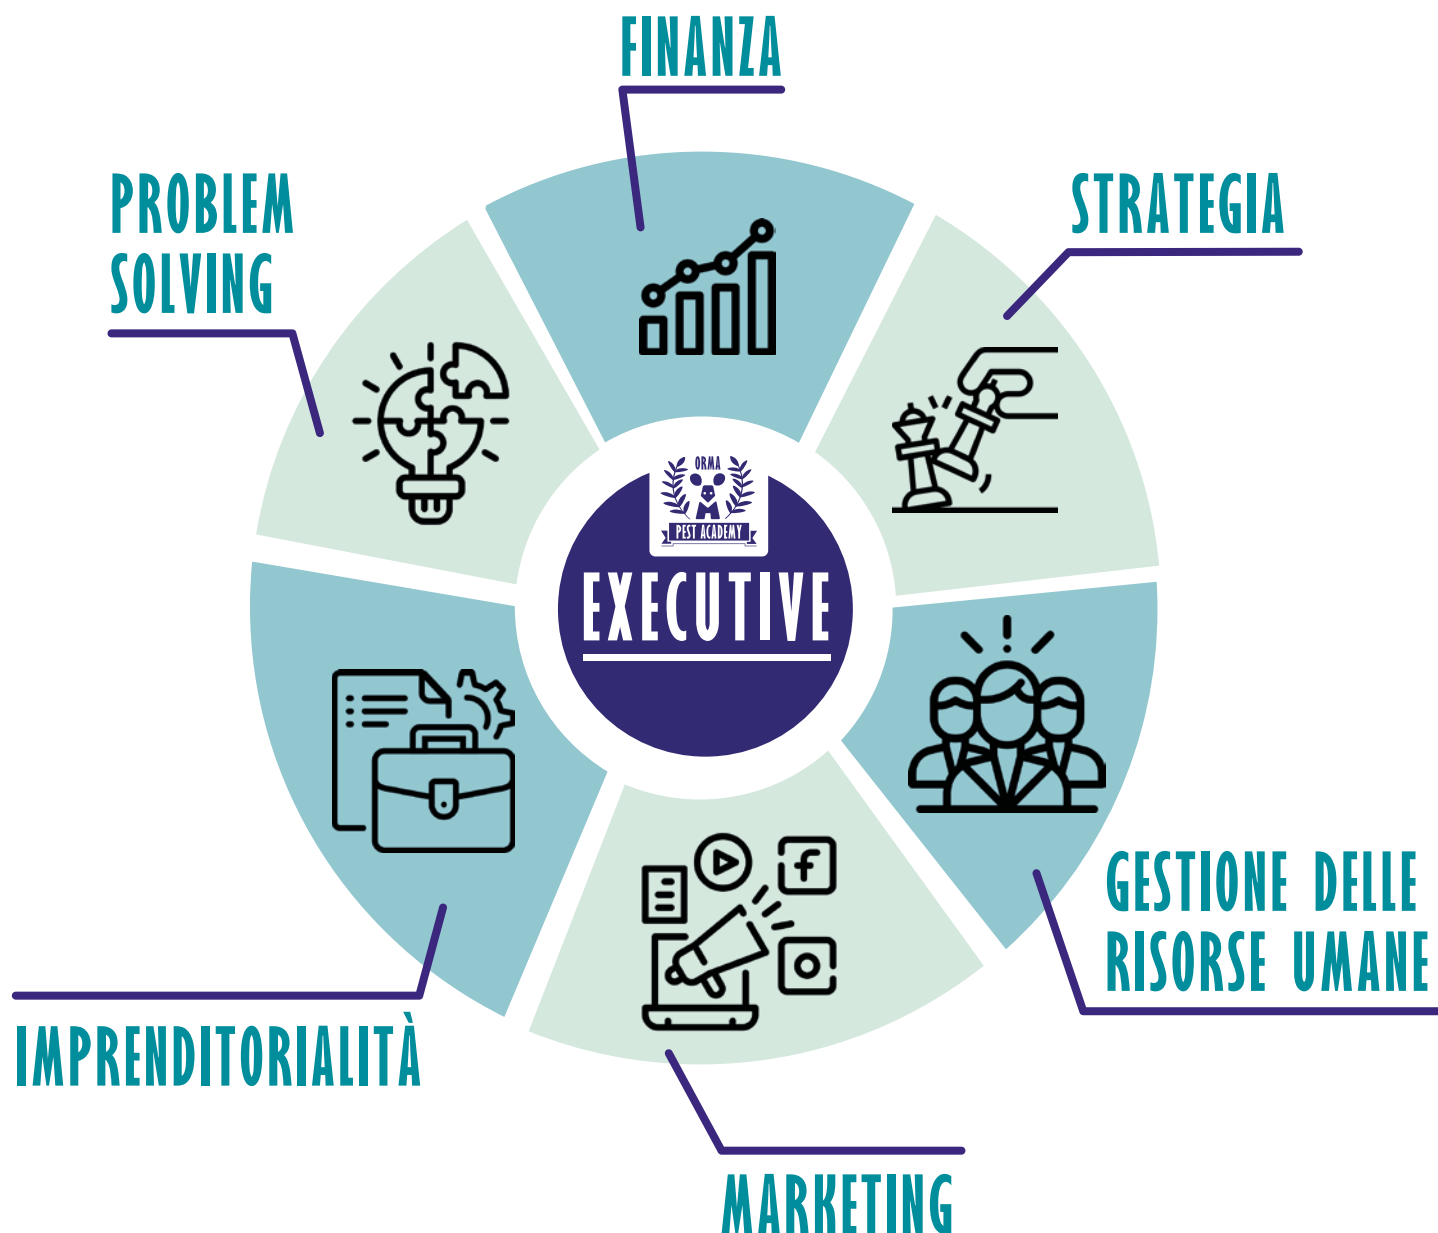 FINANZA
PROBLEM
SOLVING
STRATEGIA
ORMA
PEST ACADEMY
EXECUTIVE
GESTIONE DELLE
RISORSE UMANE
IMPRENDITORIALITÀ
MARKETING